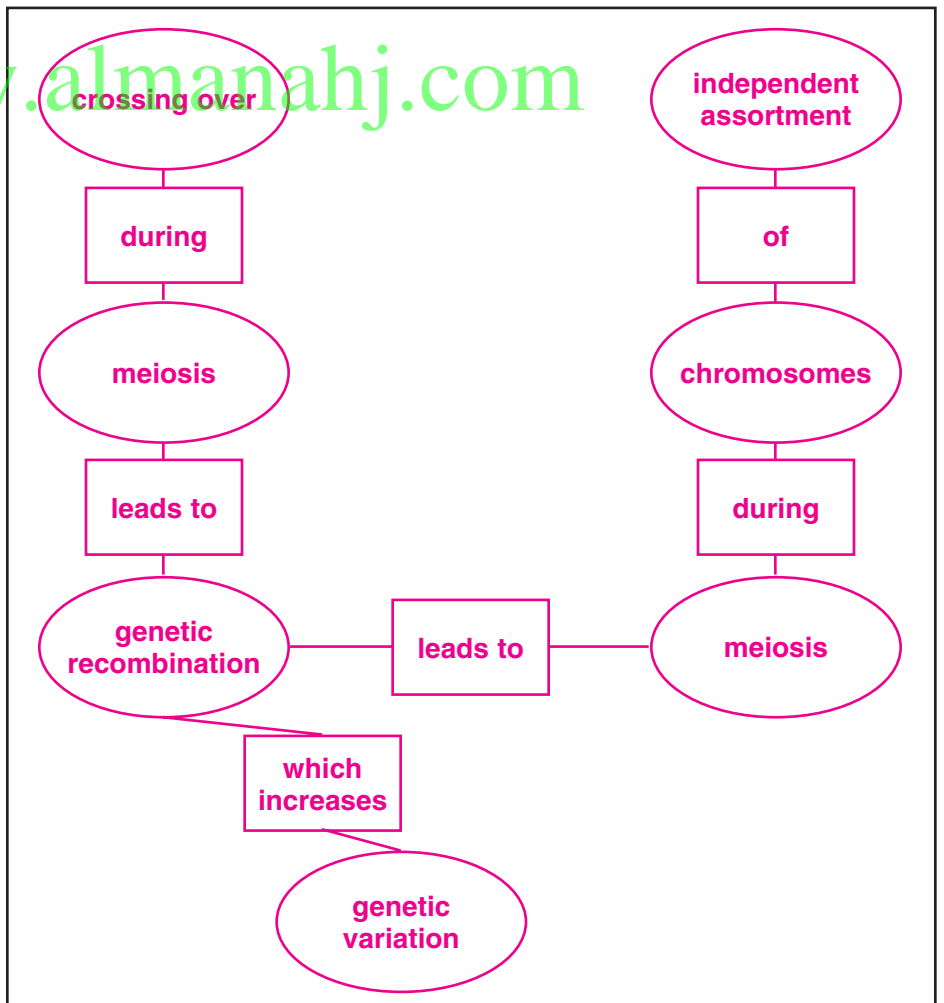 .almanahj.com
crossing over
independent
assortment
during
of
meiosis
chromosomes
leads to
during
genetic
recombination
leads to
meiosis
which
increases
genetic
variation